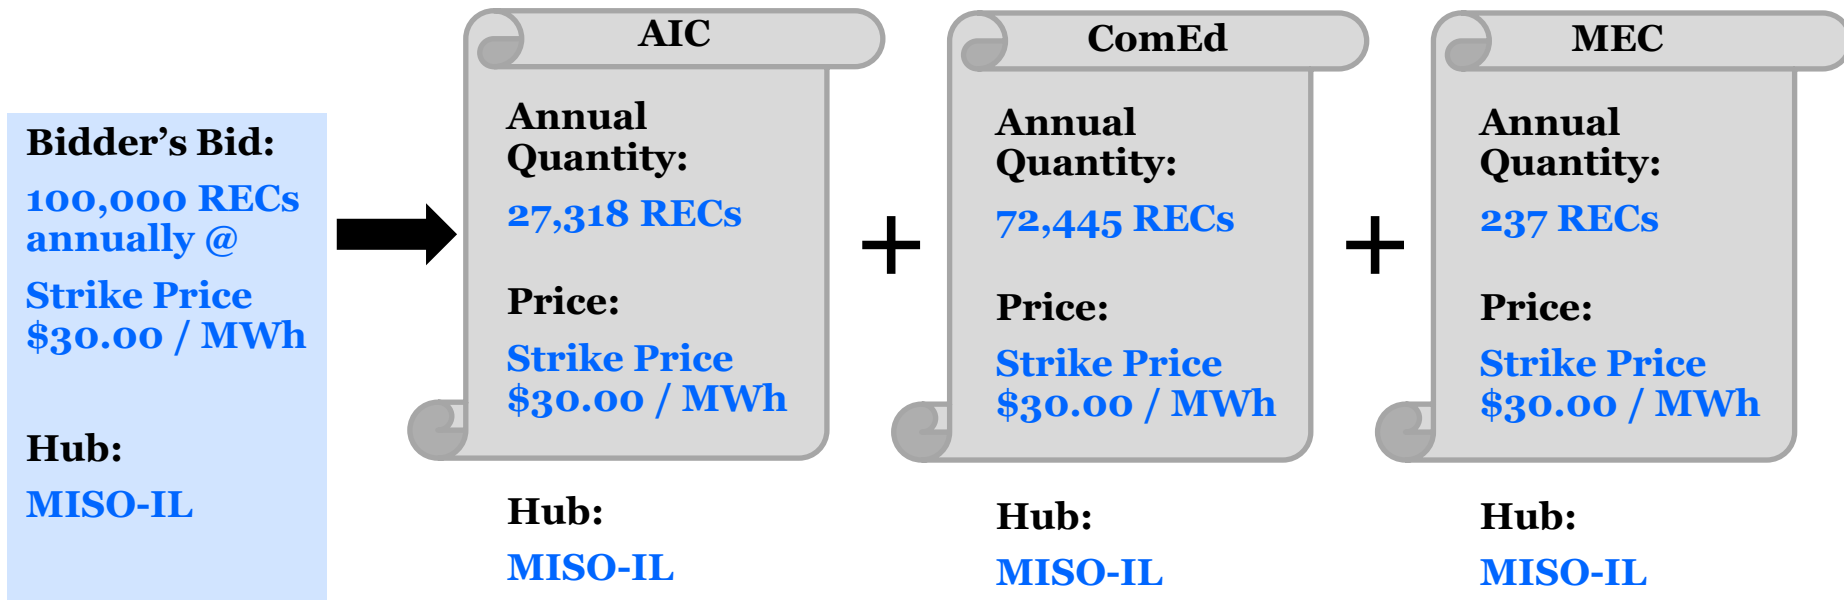 Bidder’s Bid:
100,000 RECs
annually @
Strike Price
$30.00 / MWh
Hub:
MISO-IL
AIC
Annual
Quantity:
27,318 RECs
Price:
Strike Price
$30.00 / MWh
Hub:
MISO-IL
+
ComEd
Annual
Quantity:
72,445 RECs
Price:
Strike Price
$30.00 / MWh
Hub:
MISO-IL
+
MEC
Annual
Quantity:
237 RECs
Price:
Strike Price
$30.00 / MWh
Hub:
MISO-IL